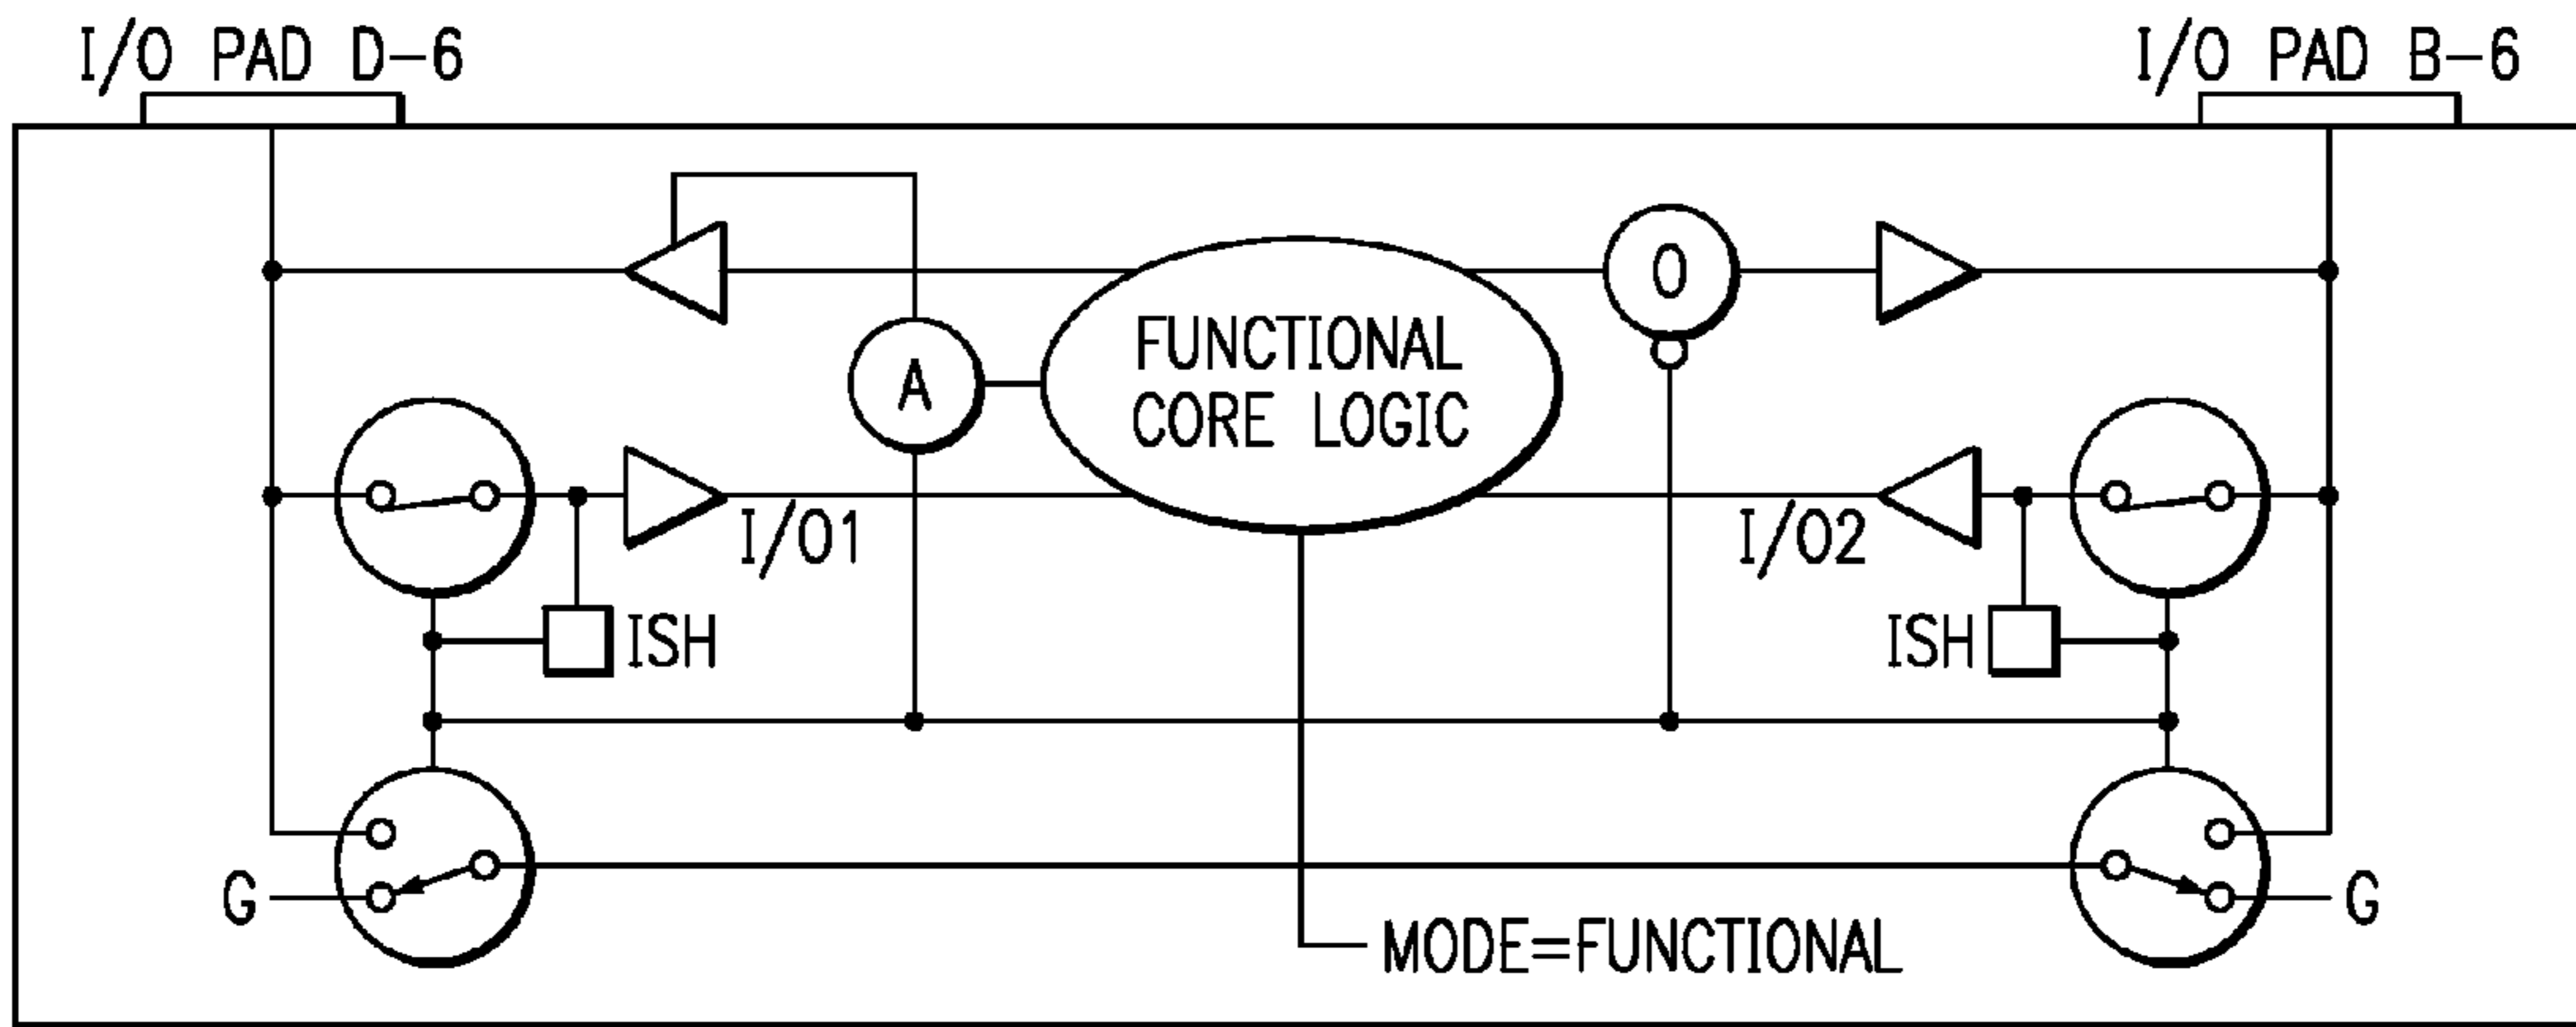 I/O PAD D-6
I/O PAD B-6
O
FUNCTIONAL
CORE LOGIC
A
I/O1
I/O2
ISH
ISH
G
G
MODE=FUNCTIONAL